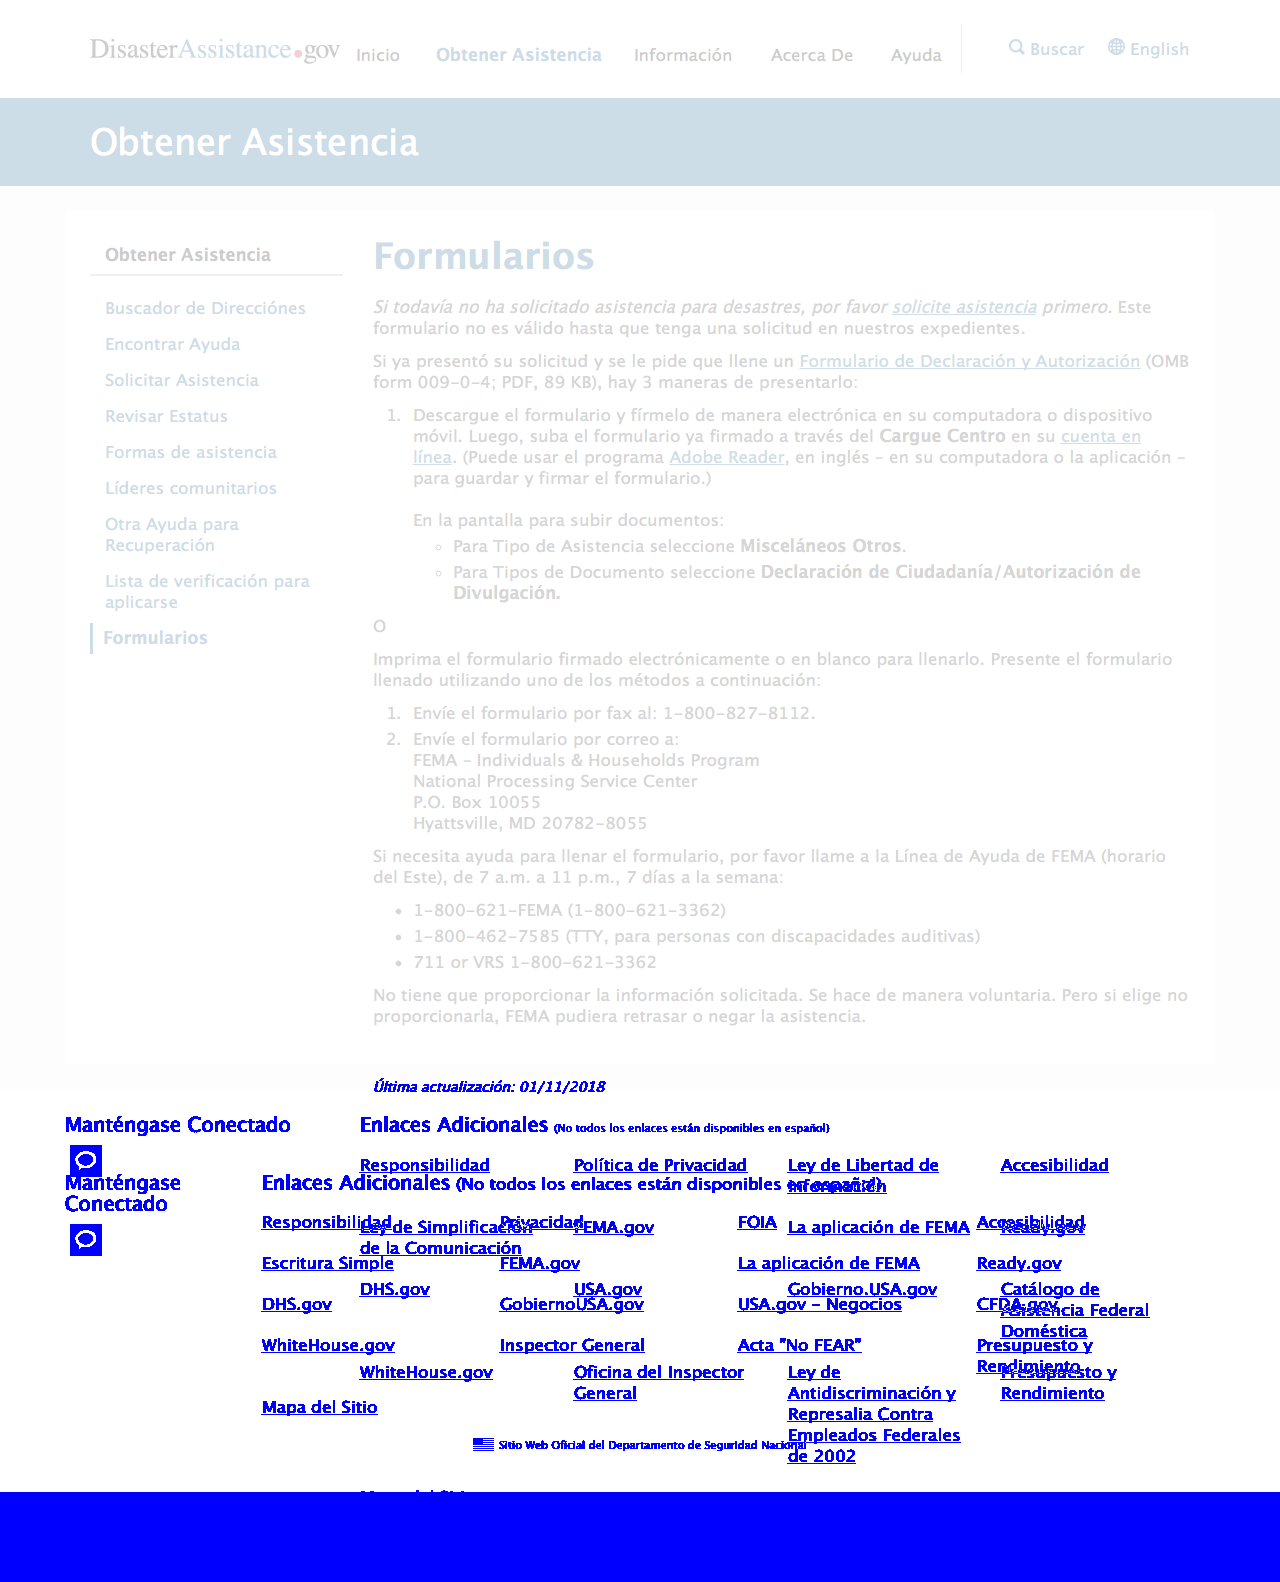 DisasterAssistance.gov Inicio Obtener Asistencia Información Acerca De Ayuda Buscar English
Obtener Asistencia
Obtener Asistencia
Buscador de Direcciónes
Encontrar Ayuda
Solicitar Asistencia
Revisar Estatus
Formas de asistencia
Líderes comunitarios
Otra Ayuda para
Recuperación
Lista de verificación para
aplicarse
Formularios
Formularios
Si todavía no ha solicitado asistencia para desastres, por favor solicite asistencia primero. Este
formulario no es válido hasta que tenga una solicitud en nuestros expedientes.
Si ya presentó su solicitud y se le pide que llene un Formulario de Declaración y Autorización (OMB
form 009-0-4; PDF, 89 KB), hay 3 maneras de presentarlo:
1. Descargue el formulario y fírmelo de manera electrónica en su computadora o dispositivo
móvil. Luego, suba el formulario ya firmado a través del Cargue Centro en su cuenta en
línea. (Puede usar el programa Adobe Reader, en inglés – en su computadora o la aplicación –
para guardar y firmar el formulario.)
En la pantalla para subir documentos:
Para Tipo de Asistencia seleccione Misceláneos Otros.
Para Tipos de Documento seleccione Declaración de Ciudadanía/Autorización de
Divulgación.
O
Imprima el formulario firmado electrónicamente o en blanco para llenarlo. Presente el formulario
llenado utilizando uno de los métodos a continuación:
1. Envíe el formulario por fax al: 1-800-827-8112.
2. Envíe el formulario por correo a:
FEMA – Individuals & Households Program
National Processing Service Center
P.O. Box 10055
Hyattsville, MD 20782-8055
Si necesita ayuda para llenar el formulario, por favor llame a la Línea de Ayuda de FEMA (horario
del Este), de 7 a.m. a 11 p.m., 7 días a la semana:
• 1-800-621-FEMA (1-800-621-3362)
• 1-800-462-7585 (TTY, para personas con discapacidades auditivas)
• 711 or VRS 1-800-621-3362
No tiene que proporcionar la información solicitada. Se hace de manera voluntaria. Pero si elige no
proporcionarla, FEMA pudiera retrasar o negar la asistencia.
Última actualización: 01/11/2018
Manténgase Conectado
Enlaces Adicionales (No todos los enlaces están disponibles en español)
Responsibilidad Política de Privacidad Ley de Libertad de
Información
Accesibilidad
Ley de Simplificación
de la Comunicación
FEMA.gov La aplicación de FEMA Ready.gov
DHS.gov USA.gov Gobierno.USA.gov Catálogo de
Asistencia Federal
Doméstica
WhiteHouse.gov Oficina del Inspector
General
Ley de
Antidiscriminación y
Represalia Contra
Empleados Federales
de 2002
Presupuesto y
Rendimiento
Manténgase
Conectado
Enlaces Adicionales (No todos los enlaces están disponibles en español)
Responsibilidad Privacidad FOIA Accesibilidad
Escritura Simple FEMA.gov La aplicación de FEMA Ready.gov
DHS.gov GobiernoUSA.gov USA.gov - Negocios CFDA.gov
WhiteHouse.gov Inspector General Acta "No FEAR" Presupuesto y
Rendimiento
Mapa del Sitio
Sitio Web Oficial del Departamento de Seguridad Nacional